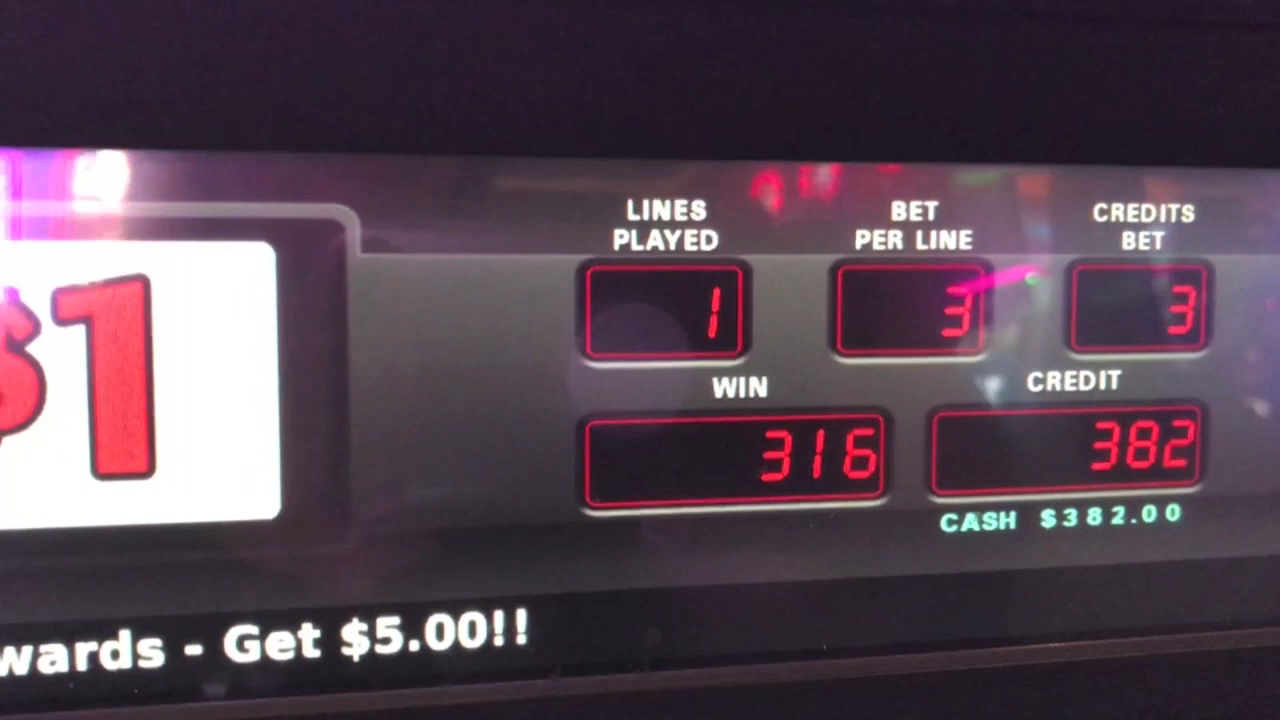 $1
LINES PLAYED
1
BET PER LINE
3
CREDITS BET
3
WIN
316
CREDIT
382
CASH $382.00
wards - Get $5.00!!